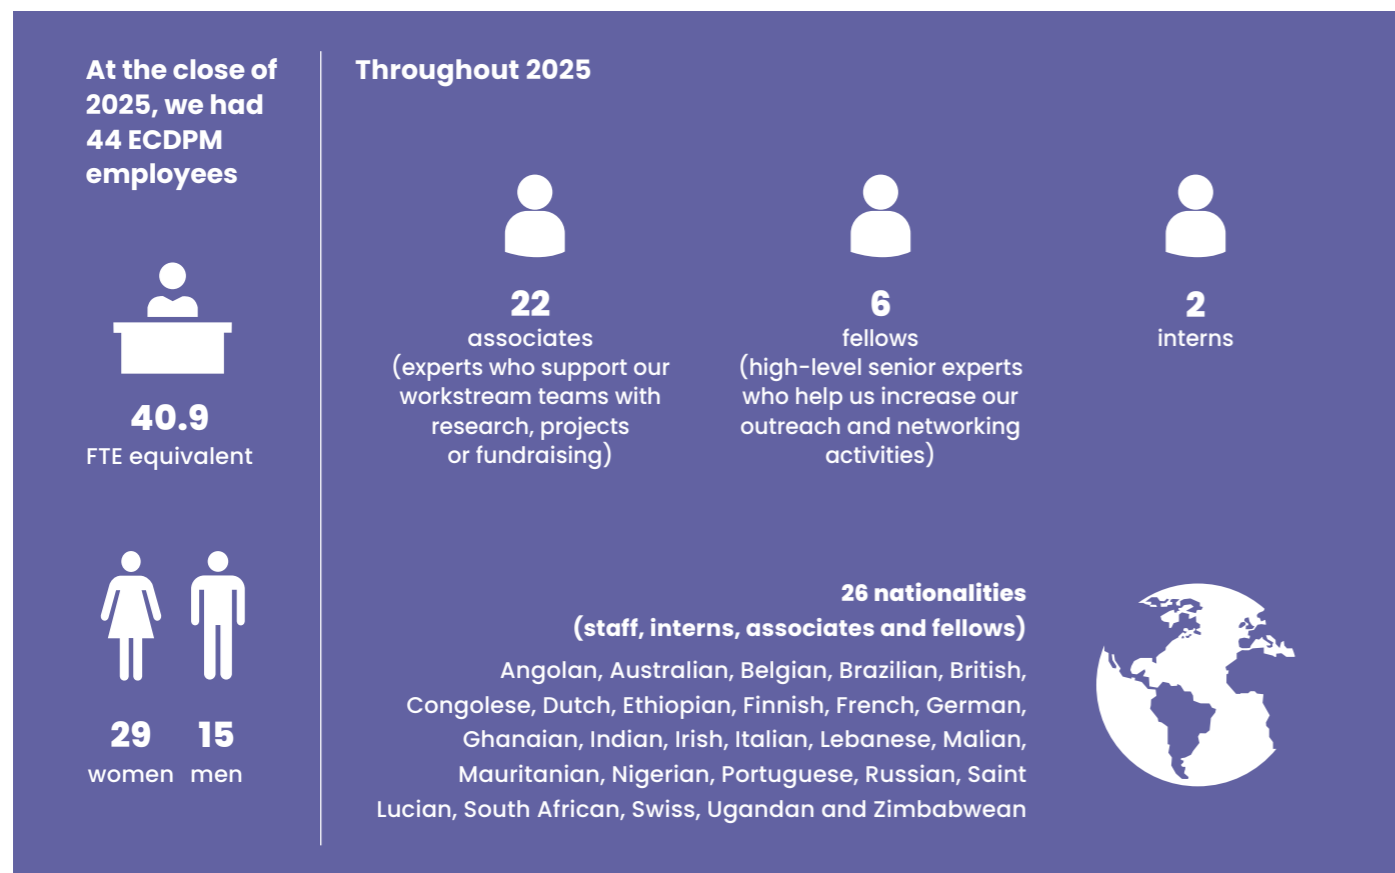 At the close of
2025, we had
44 ECDPM
employees
40.9
FTE equivalent
29
women
15
men
Throughout 2025
22
associates
(experts who support our
workstream teams with
research, projects
or fundraising)
6
fellows
(high-level senior experts
who help us increase our
outreach and networking
activities)
2
interns
26 nationalities
(staff, interns, associates and fellows)
Angolan, Australian, Belgian, Brazilian, British,
Congolese, Dutch, Ethiopian, Finnish, French, German,
Ghanaian, Indian, Irish, Italian, Lebanese, Malian,
Mauritanian, Nigerian, Portuguese, Russian, Saint
Lucian, South African, Swiss, Ugandan and Zimbabwean